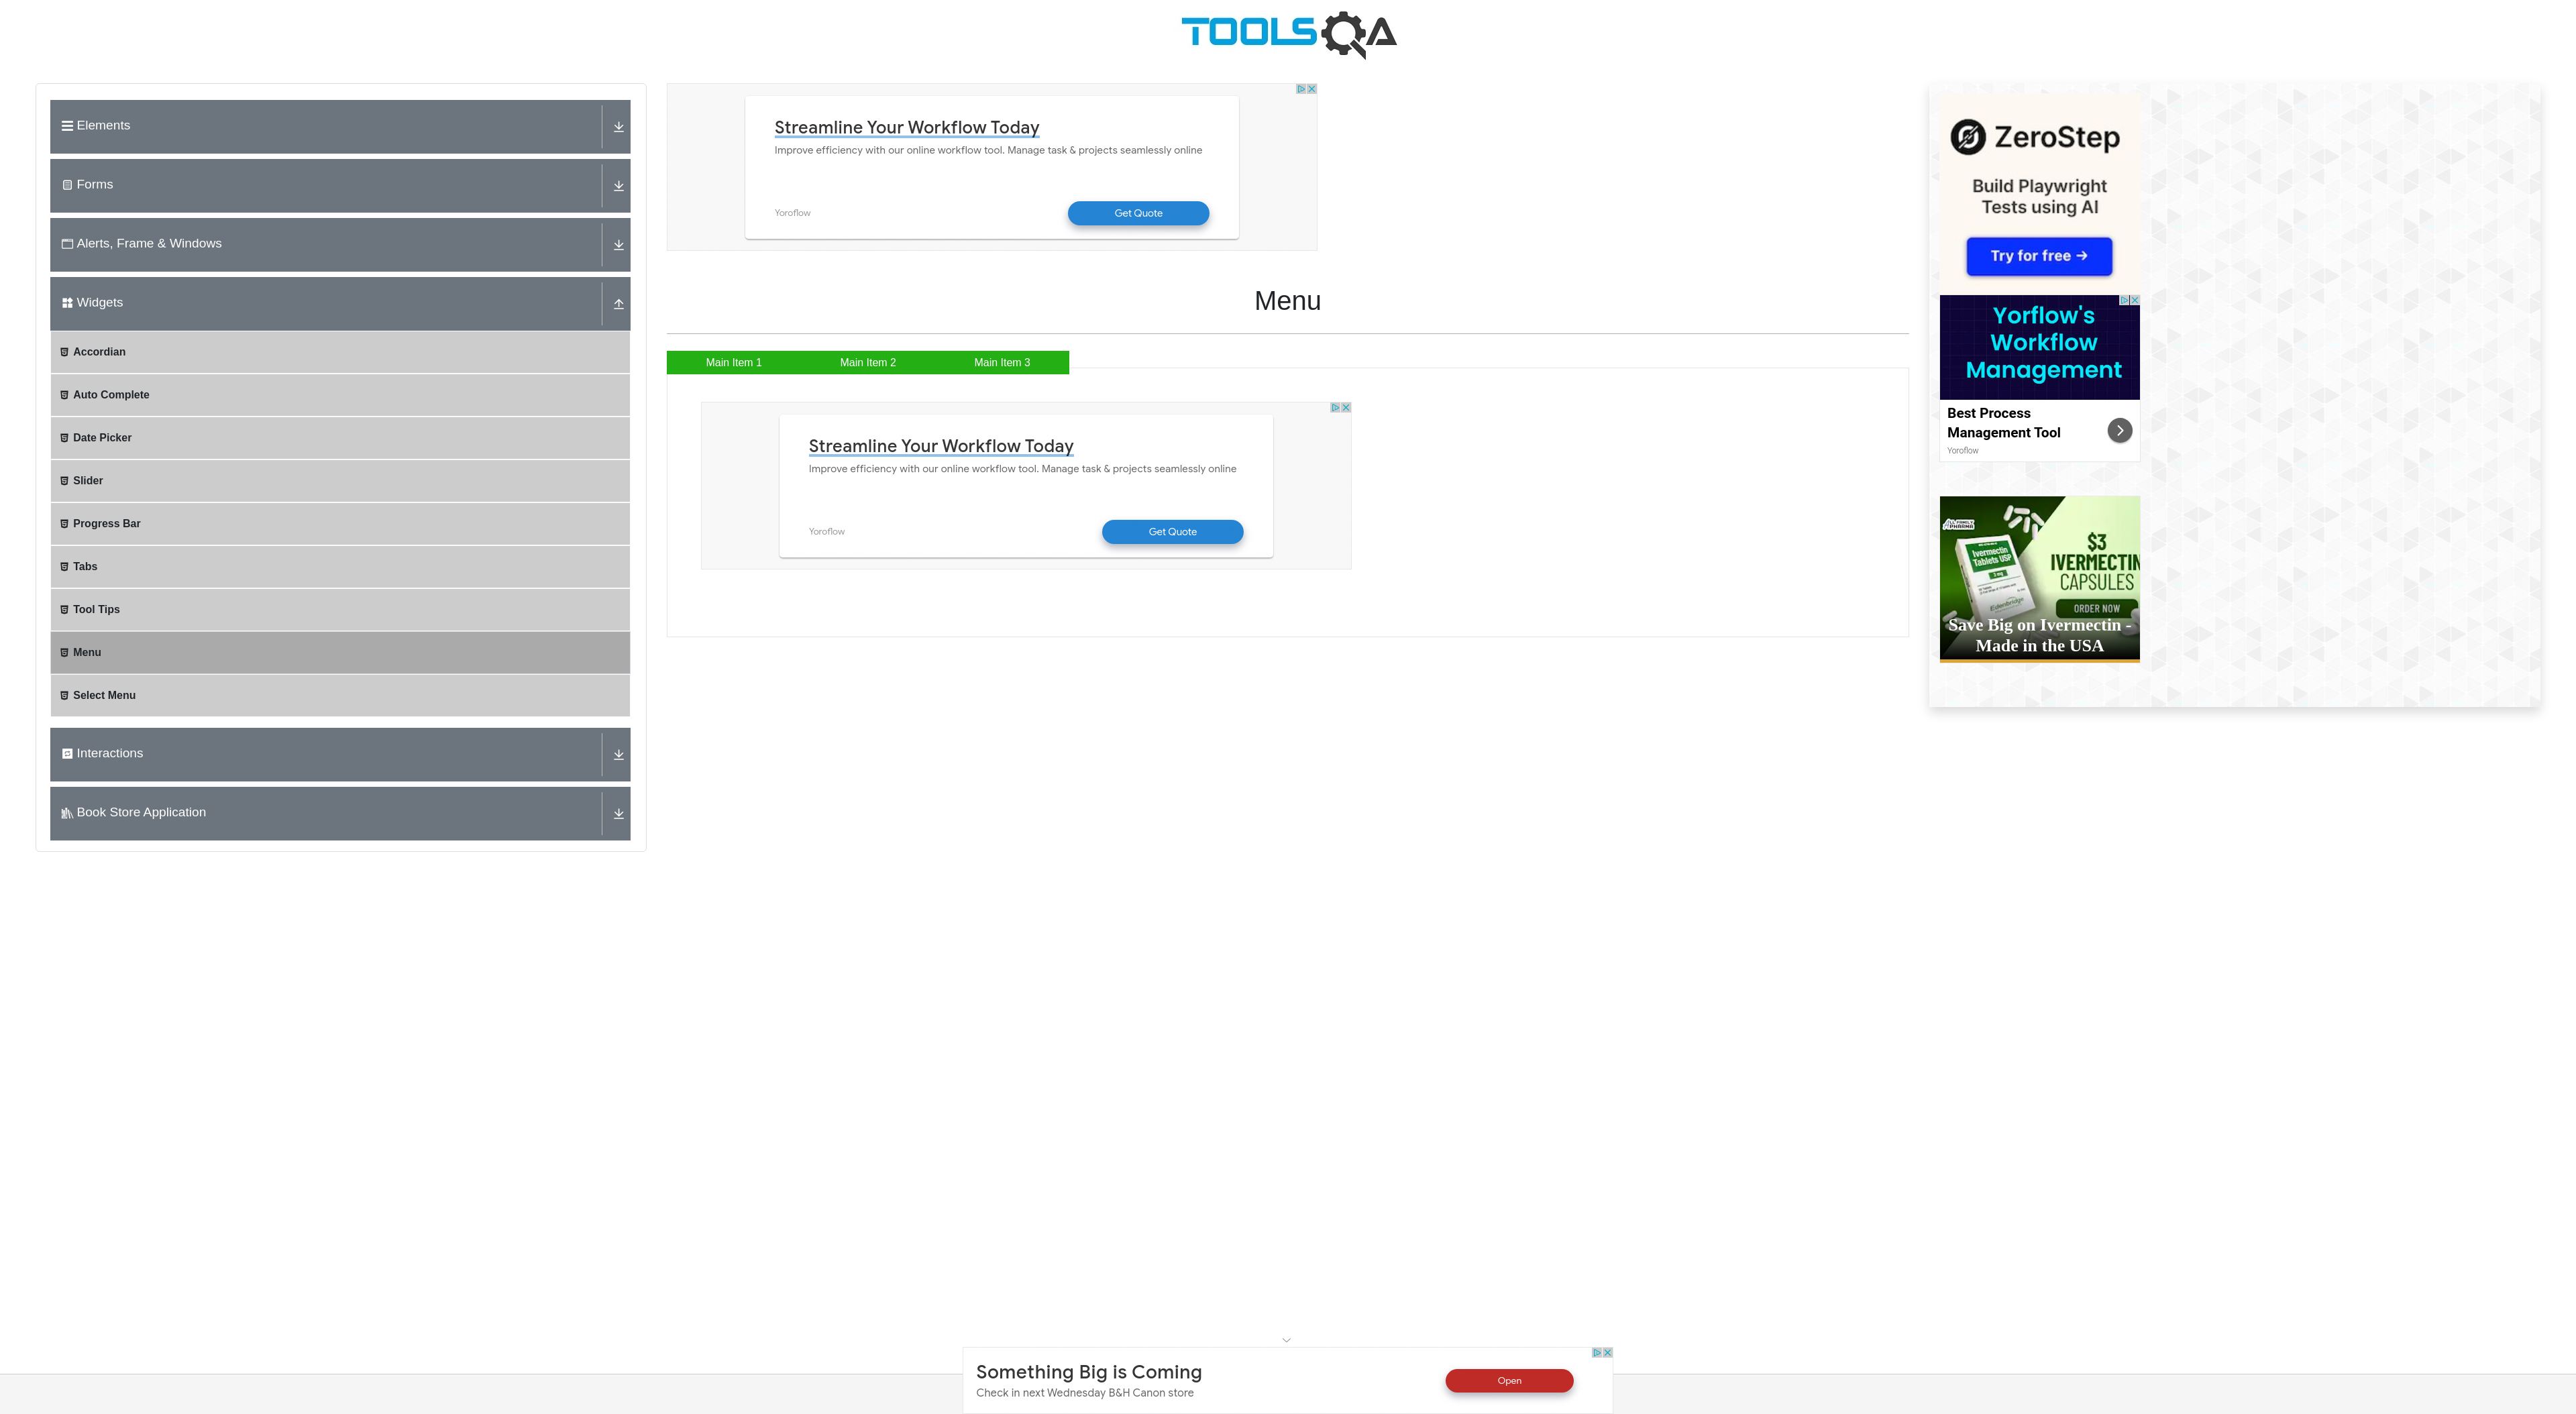 TOOLSQA
Elements
Forms
Alerts, Frame & Windows
Widgets
Accordian
Auto Complete
Date Picker
Slider
Progress Bar
Tabs
Tool Tips
Menu
Select Menu
Interactions
Book Store Application
Streamline Your Workflow Today
Improve efficiency with our online workflow tool. Manage task & projects seamlessly online
Yoroflow
Get Quote
Menu
Main Item 1
Main Item 2
Main Item 3
Streamline Your Workflow Today
Improve efficiency with our online workflow tool. Manage task & projects seamlessly online
Yoroflow
Get Quote
ZeroStep
Build Playwright
Tests using AI
Try for free →
Yorflow's
Workflow
Management
Best Process
Management Tool
Yoroflow
ALL FAMILY
PHARMA
Ivermectin
Tablets USP
3 mg
Edenbridge
$3
IVERMECTIN
CAPSULES
ORDER NOW
Save Big on Ivermectin -
Made in the USA
Something Big is Coming
Check in next Wednesday B&H Canon store
Open